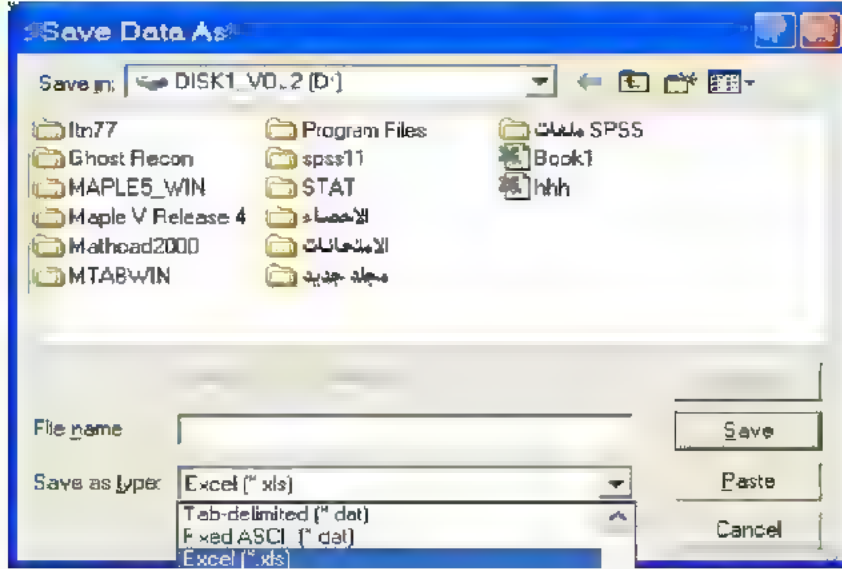 Save Data As
Save in: DISK1_VOL2 (D:)
ltn77
Ghost Recon
MAPLE5_WIN
Maple V Release 4
Mathcad2000
MTABWIN
Program Files
spss11
STAT
الاحصاء
الامتحانات
مجلد جديد
ملفات SPSS
Book1
hhh
File name
Save
Save as type: Excel (*.xls)
Paste
Tab-delimited (*.dat)
Fixed ASCII (*.dat)
Cancel
Excel (*.xls)